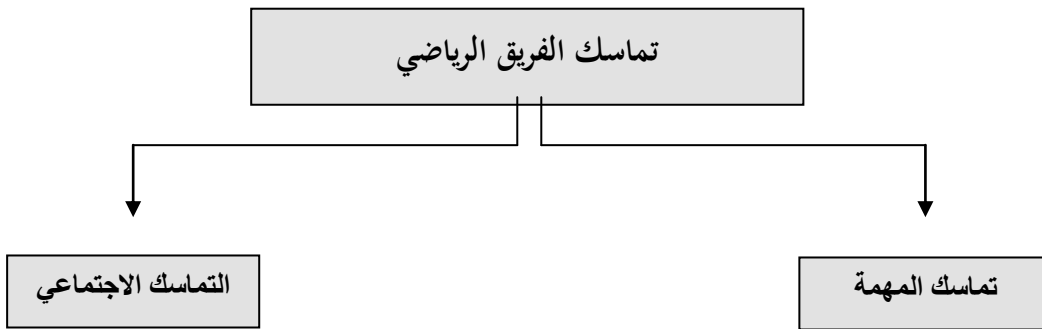 تماسك الفريق الرياضي
تماسك المهمة
التماسك الاجتماعي